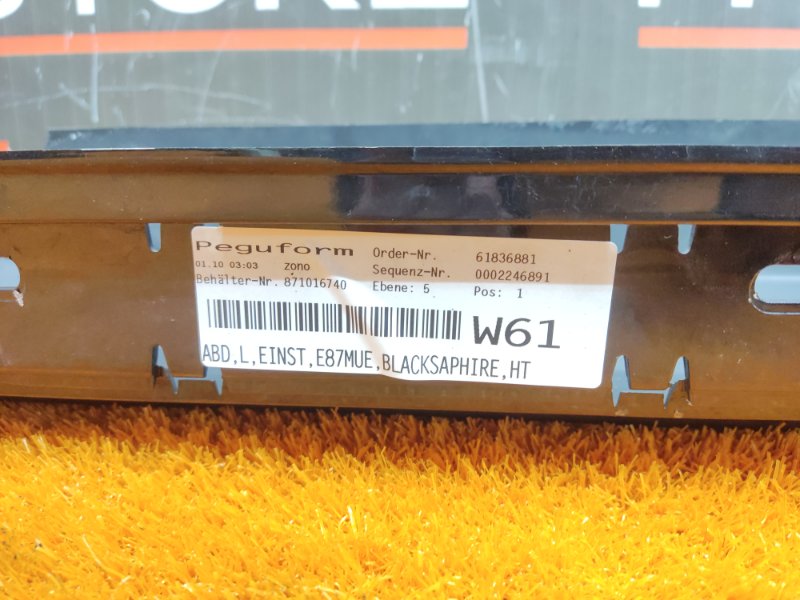 Peguform
01.10 03:03 zono
Behälter-Nr. 871016740
Order-Nr. 61836881
Sequenz-Nr. 0002246891
Ebene: 5 Pos: 1
W61
ABD,L,EINST,E87MUE,BLACKSAPHIRE,HT